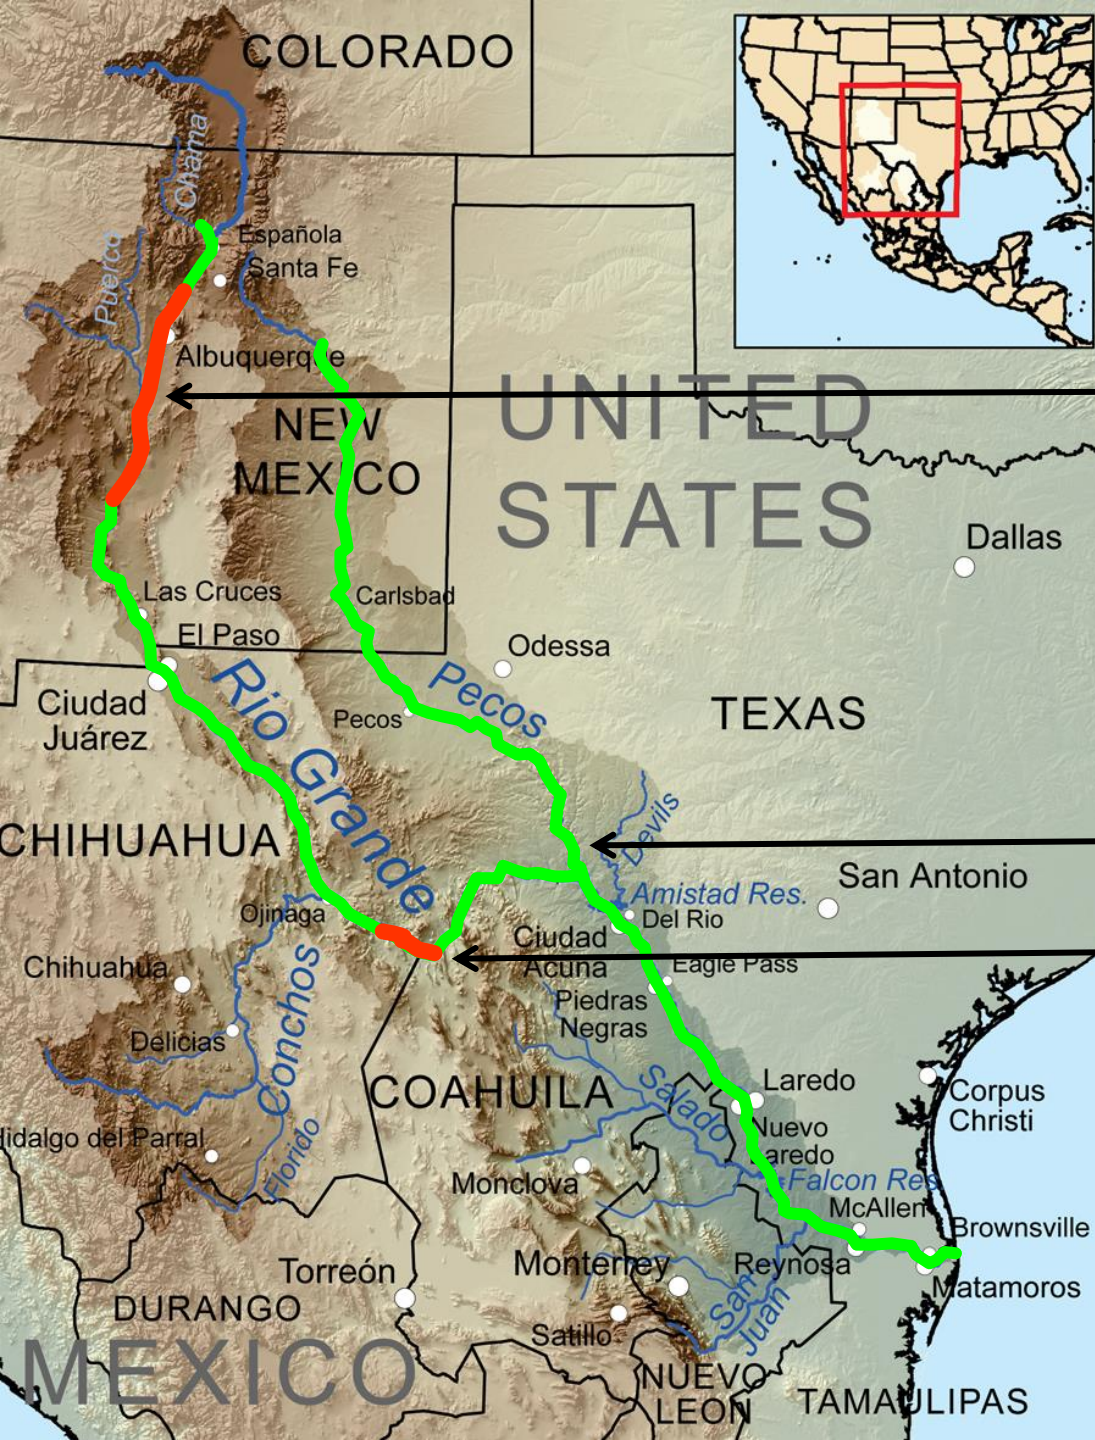 COLORADO
Chama
Española
Santa Fe
Puerco
Albuquerque
UNITED
STATES
NEW
MEXICO
Dallas
Las Cruces
Carlsbad
El Paso
Odessa
Rio Grande
Pecos
Ciudad
Juárez
Pecos
TEXAS
Devils
CHIHUAHUA
San Antonio
Amistad Res.
Ojinaga
Del Rio
Ciudad
Acuna
Eagle Pass
Chihuahua
Piedras
Negras
Conchos
Delicias
COAHUILA
Salado
Laredo
Corpus
Christi
Nuevo
Laredo
Hidalgo del Parral
Florido
Monclova
Falcon Res
McAllen
Brownsville
Monterrey
Reynosa
Torreón
Matamoros
DURANGO
San
Juan
Satillo
MEXICO
NUEVO
LEON
TAMAULIPAS